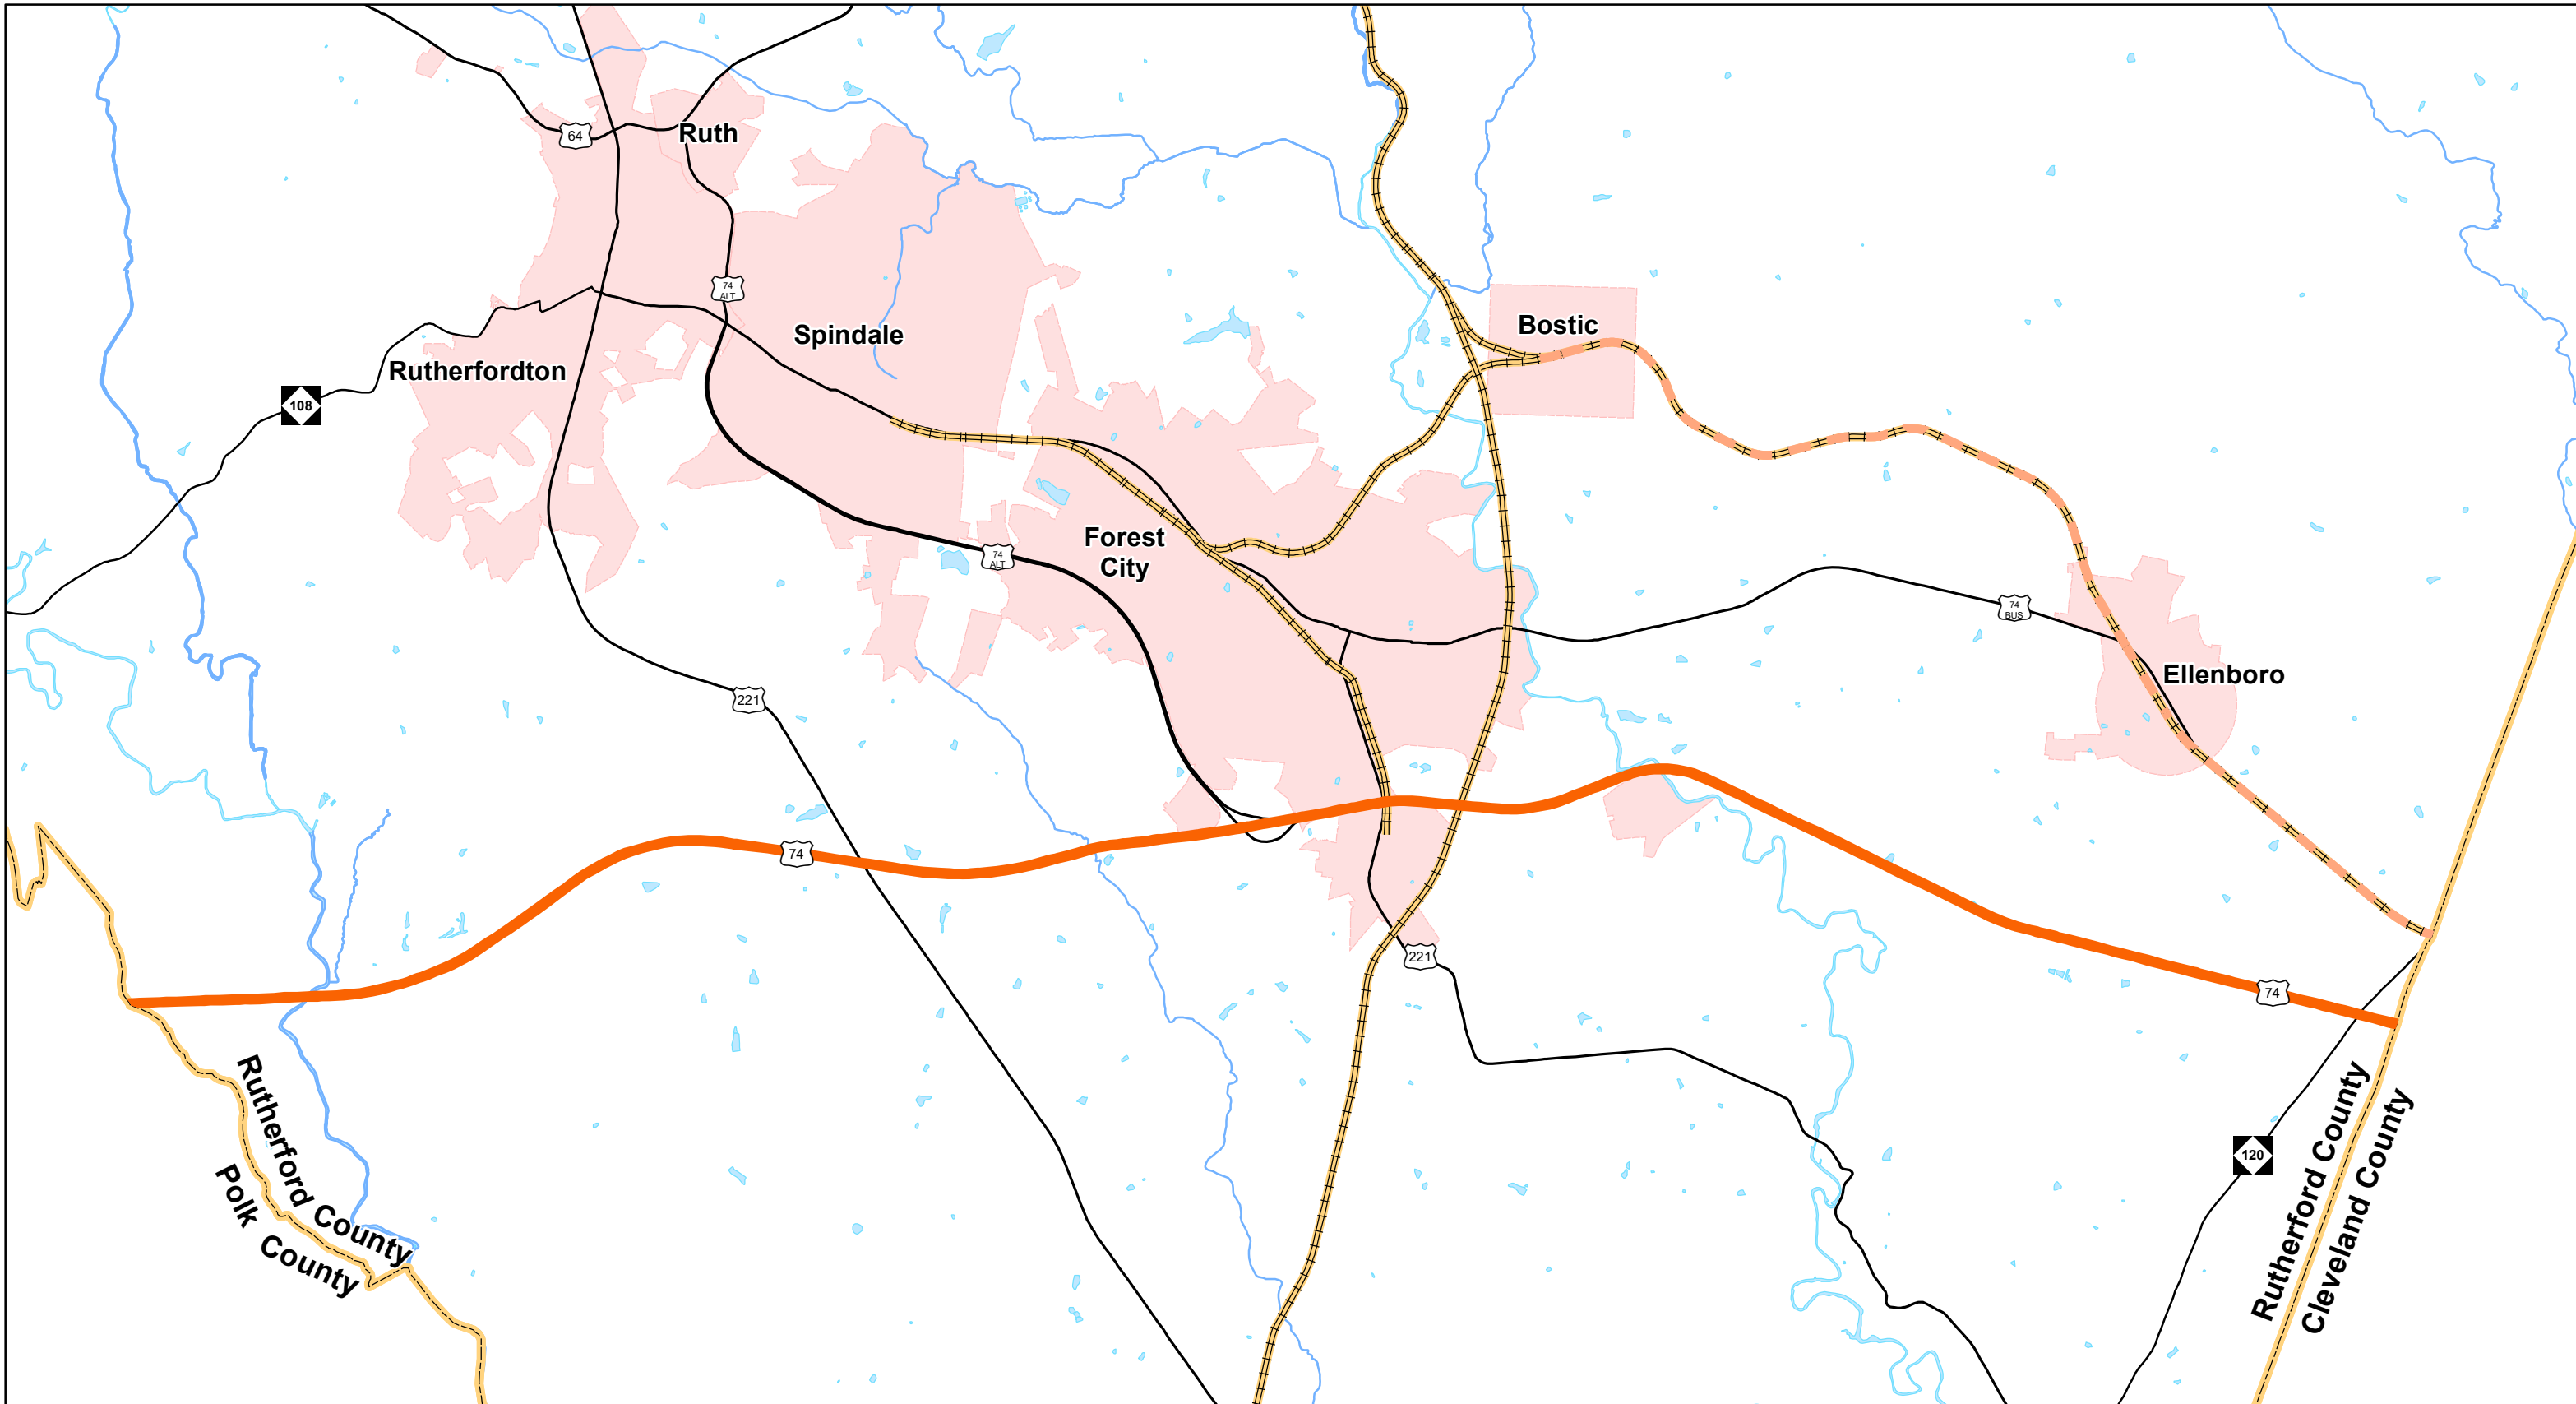 64
Ruth
74
ALT
Spindale
Bostic
Rutherfordton
108
Forest
City
74
ALT
74
BUS
Ellenboro
221
74
221
74
Rutherford County
Polk County
120
Rutherford County
Cleveland County